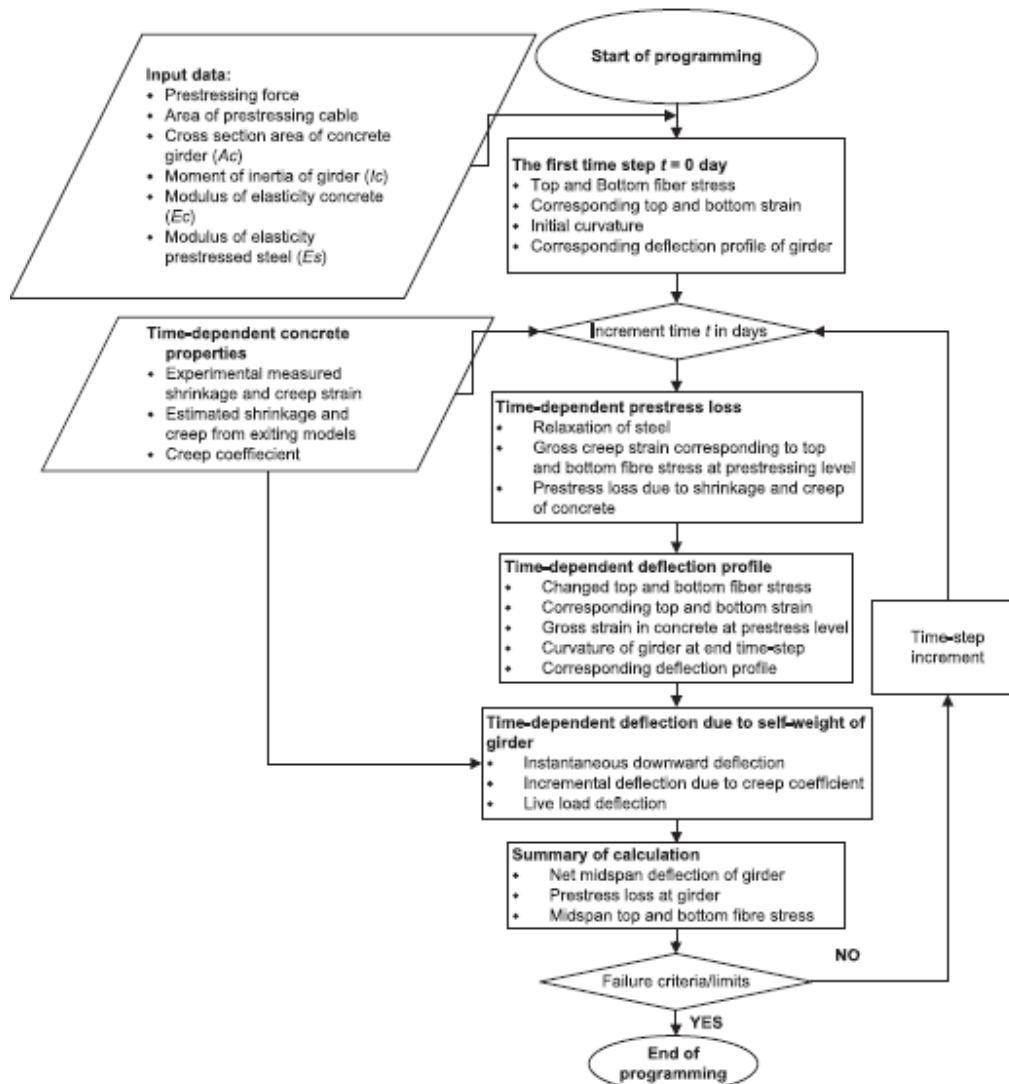 Start of programming
Input data:
• Prestressing force
• Area of prestressing cable
• Cross section area of concrete
girder (Ac)
• Moment of inertia of girder (Ic)
• Modulus of elasticity concrete
(Ec)
• Modulus of elasticity
prestressed steel (Es)
The first time step t = 0 day
• Top and Bottom fiber stress
• Corresponding top and bottom strain
• Initial curvature
• Corresponding deflection profile of girder
Increment time t in days
Time-dependent concrete
properties
• Experimental measured
shrinkage and creep strain
• Estimated shrinkage and
creep from exiting models
• Creep coeffiecient
Time-dependent prestress loss
• Relaxation of steel
• Gross creep strain corresponding to top
and bottom fibre stress at prestressing level
• Prestress loss due to shrinkage and creep
of concrete
Time-dependent deflection profile
• Changed top and bottom fiber stress
• Corresponding top and bottom strain
• Gross strain in concrete at prestress level
• Curvature of girder at end time-step
• Corresponding deflection profile
Time-step
increment
Time-dependent deflection due to self-weight of
girder
• Instantaneous downward deflection
• Incremental deflection due to creep coefficient
• Live load deflection
Summary of calculation
• Net midspan deflection of girder
• Prestress loss at girder
• Midspan top and bottom fibre stress
NO
Failure criteria/limits
YES
End of
programming